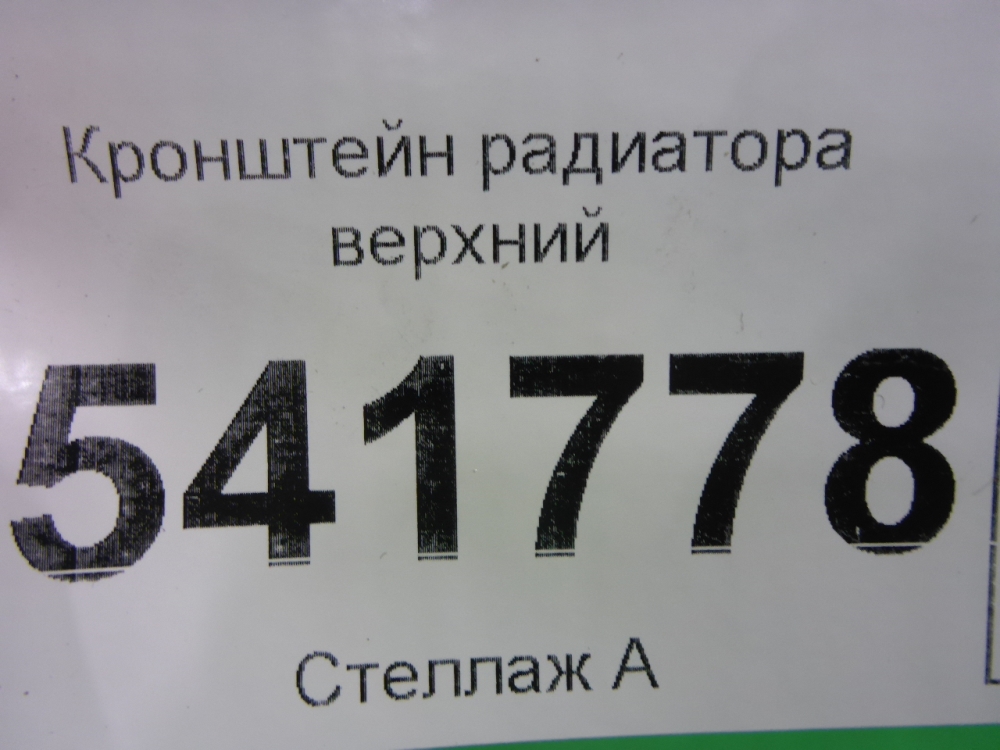 Кронштейн радиатора
верхний
541778
Стеллаж А